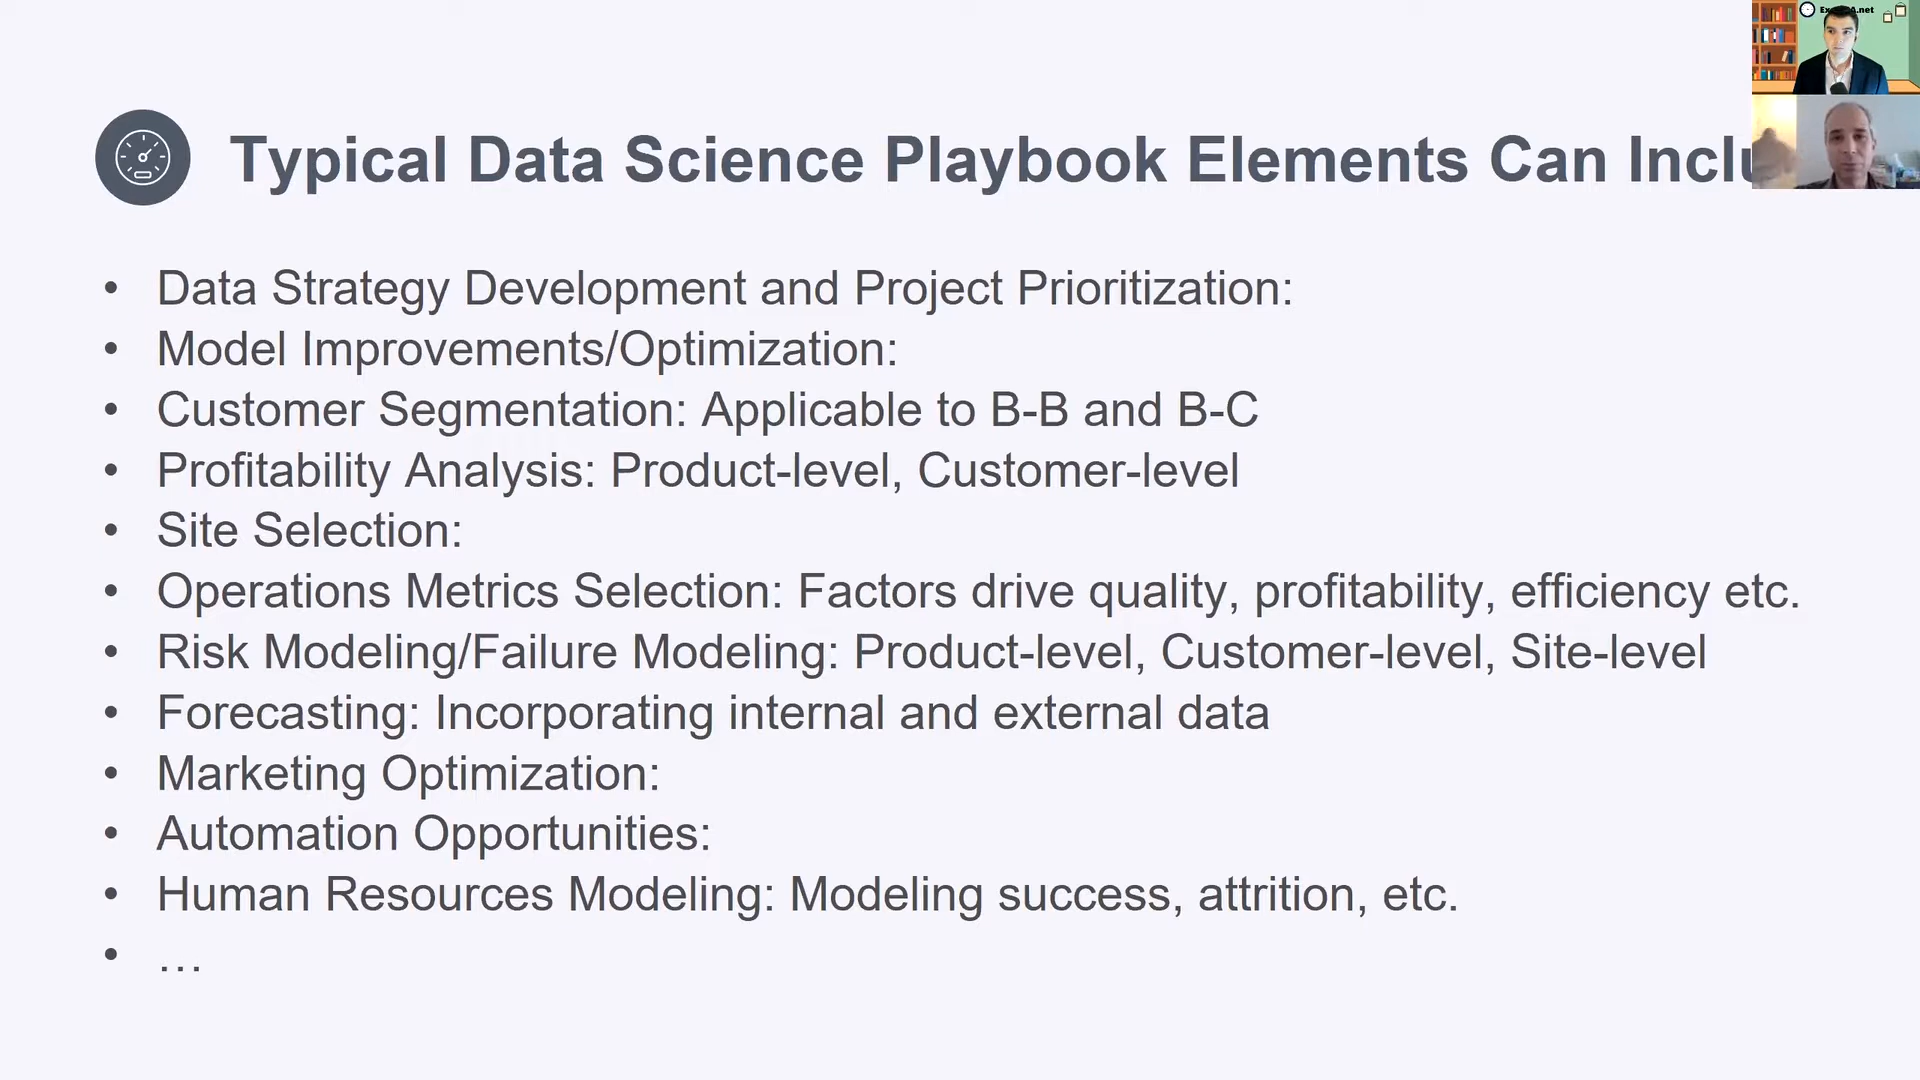 Typical Data Science Playbook Elements Can Inclu
• Data Strategy Development and Project Prioritization:
• Model Improvements/Optimization:
• Customer Segmentation: Applicable to B-B and B-C
• Profitability Analysis: Product-level, Customer-level
• Site Selection:
• Operations Metrics Selection: Factors drive quality, profitability, efficiency etc.
• Risk Modeling/Failure Modeling: Product-level, Customer-level, Site-level
• Forecasting: Incorporating internal and external data
• Marketing Optimization:
• Automation Opportunities:
• Human Resources Modeling: Modeling success, attrition, etc.
• …